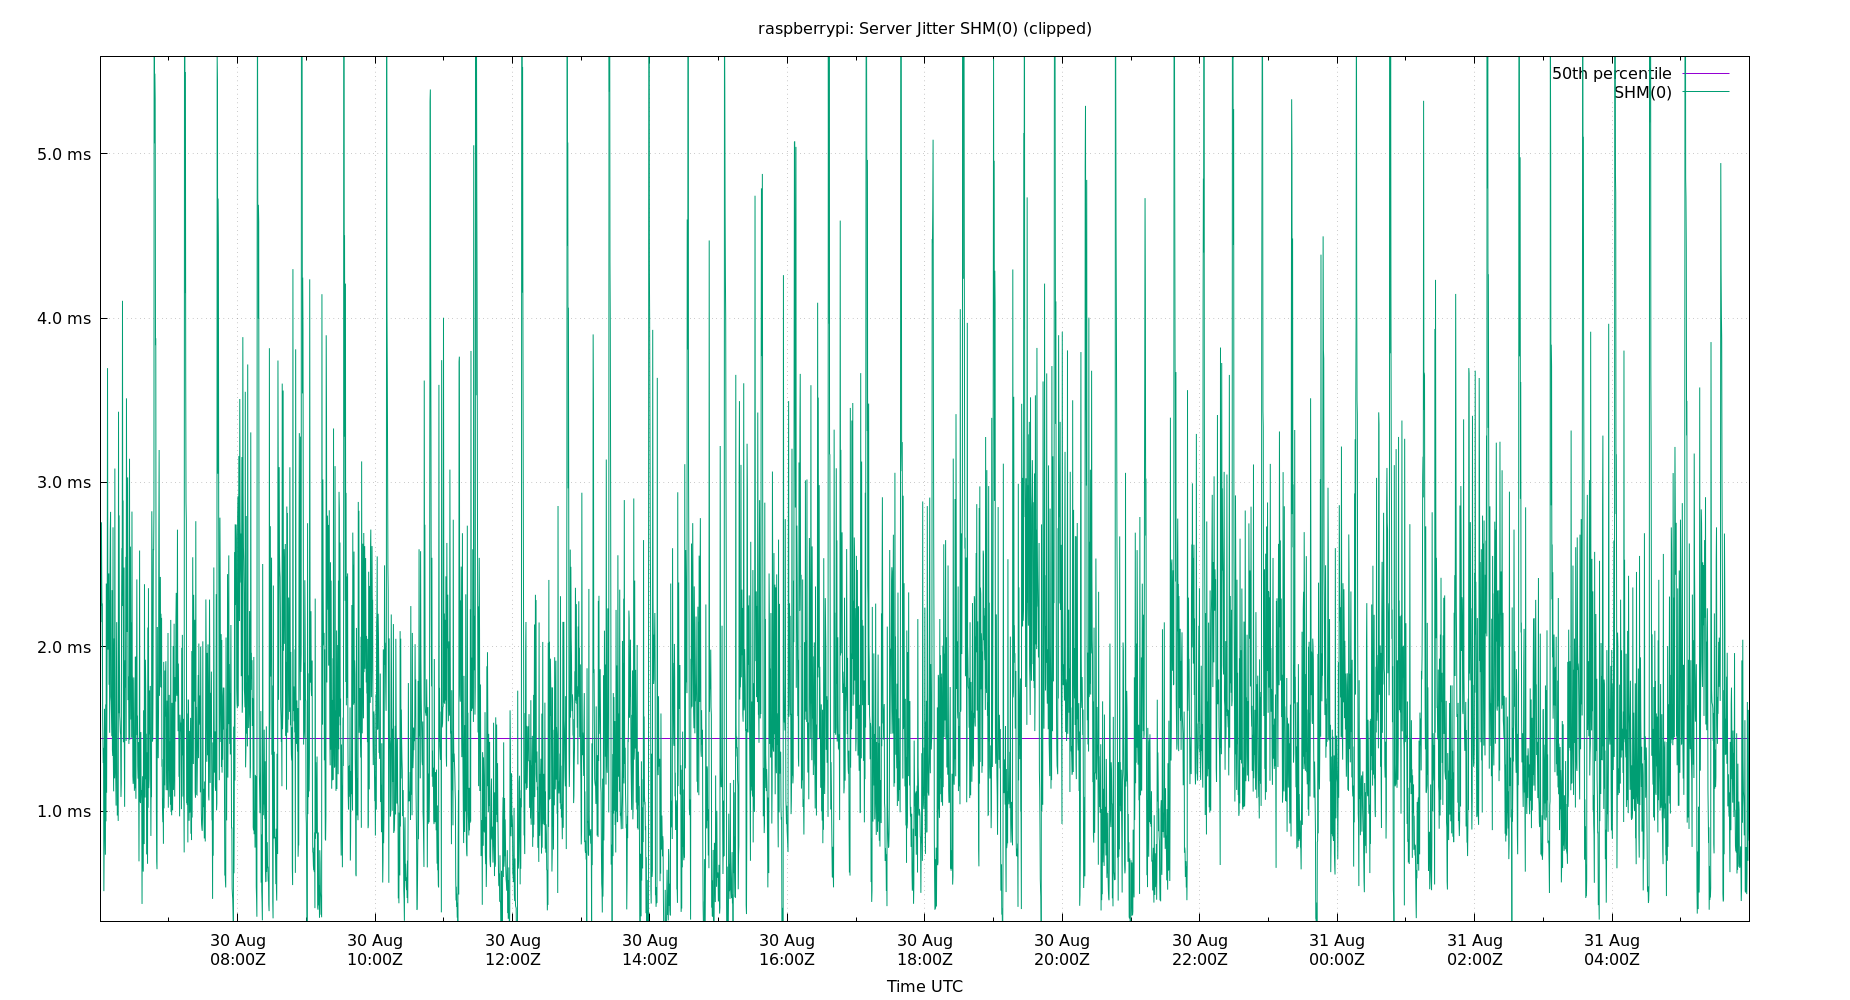 raspberrypi: Server Jitter SHM(0) (clipped)
50th percentile
SHM(0)
5.0 ms
4.0 ms
3.0 ms
2.0 ms
1.0 ms
30 Aug 30 Aug 30 Aug 30 Aug 30 Aug 30 Aug 30 Aug 30 Aug 31 Aug 31 Aug 31 Aug
08:00Z 10:00Z 12:00Z 14:00Z 16:00Z 18:00Z 20:00Z 22:00Z 00:00Z 02:00Z 04:00Z
Time UTC